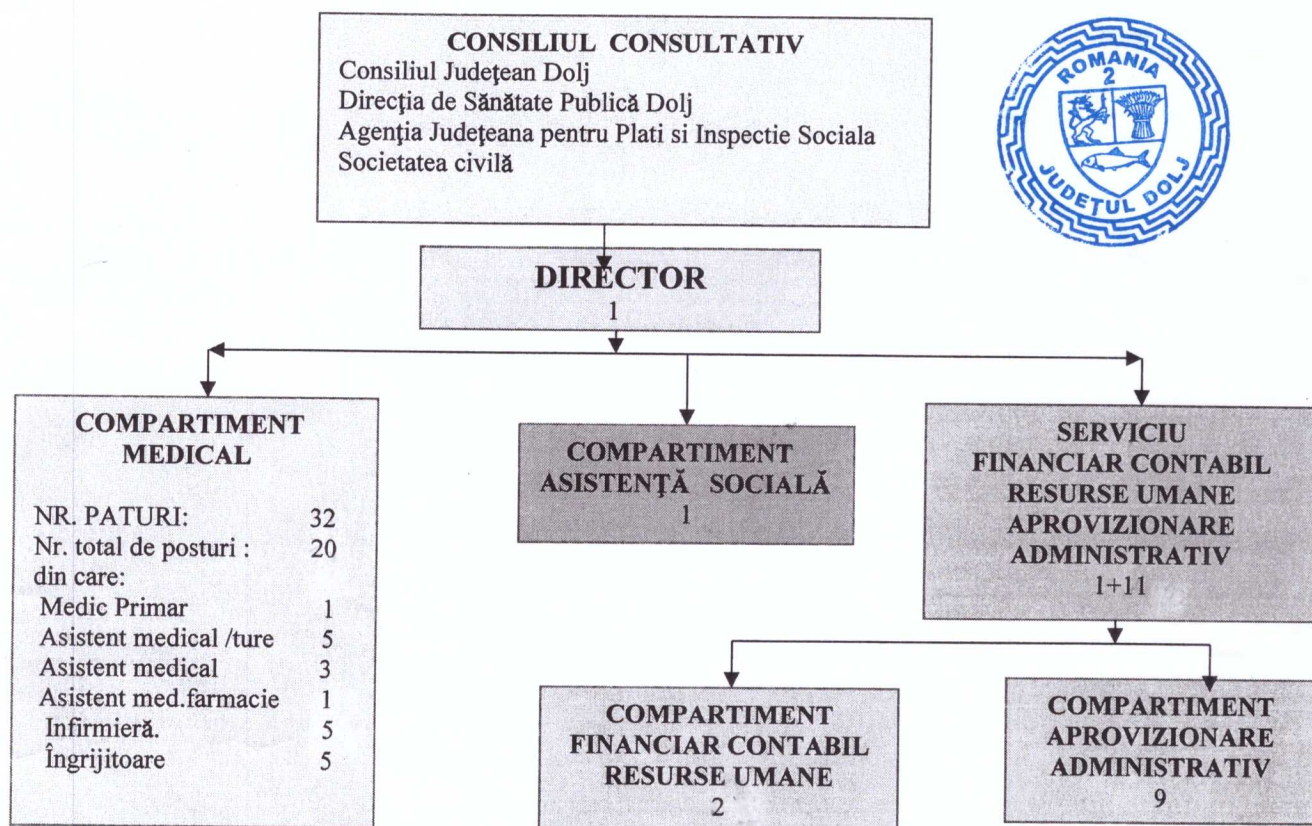 CONSILIUL CONSULTATIV
Consiliul Judeţean Dolj
Direcţia de Sănătate Publică Dolj
Agenţia Judeţeana pentru Plati si Inspectie Sociala
Societatea civilă
ROMANIA
2
JUDEŢUL DOLJ
DIRECTOR
1
COMPARTIMENT
MEDICAL
NR. PATURI: 32
Nr. total de posturi : 20
din care:
Medic Primar 1
Asistent medical /ture 5
Asistent medical 3
Asistent med.farmacie 1
Infirmieră. 5
Îngrijitoare 5
COMPARTIMENT
ASISTENŢĂ SOCIALĂ
1
SERVICIU
FINANCIAR CONTABIL
RESURSE UMANE
APROVIZIONARE
ADMINISTRATIV
1+11
COMPARTIMENT
FINANCIAR CONTABIL
RESURSE UMANE
2
COMPARTIMENT
APROVIZIONARE
ADMINISTRATIV
9